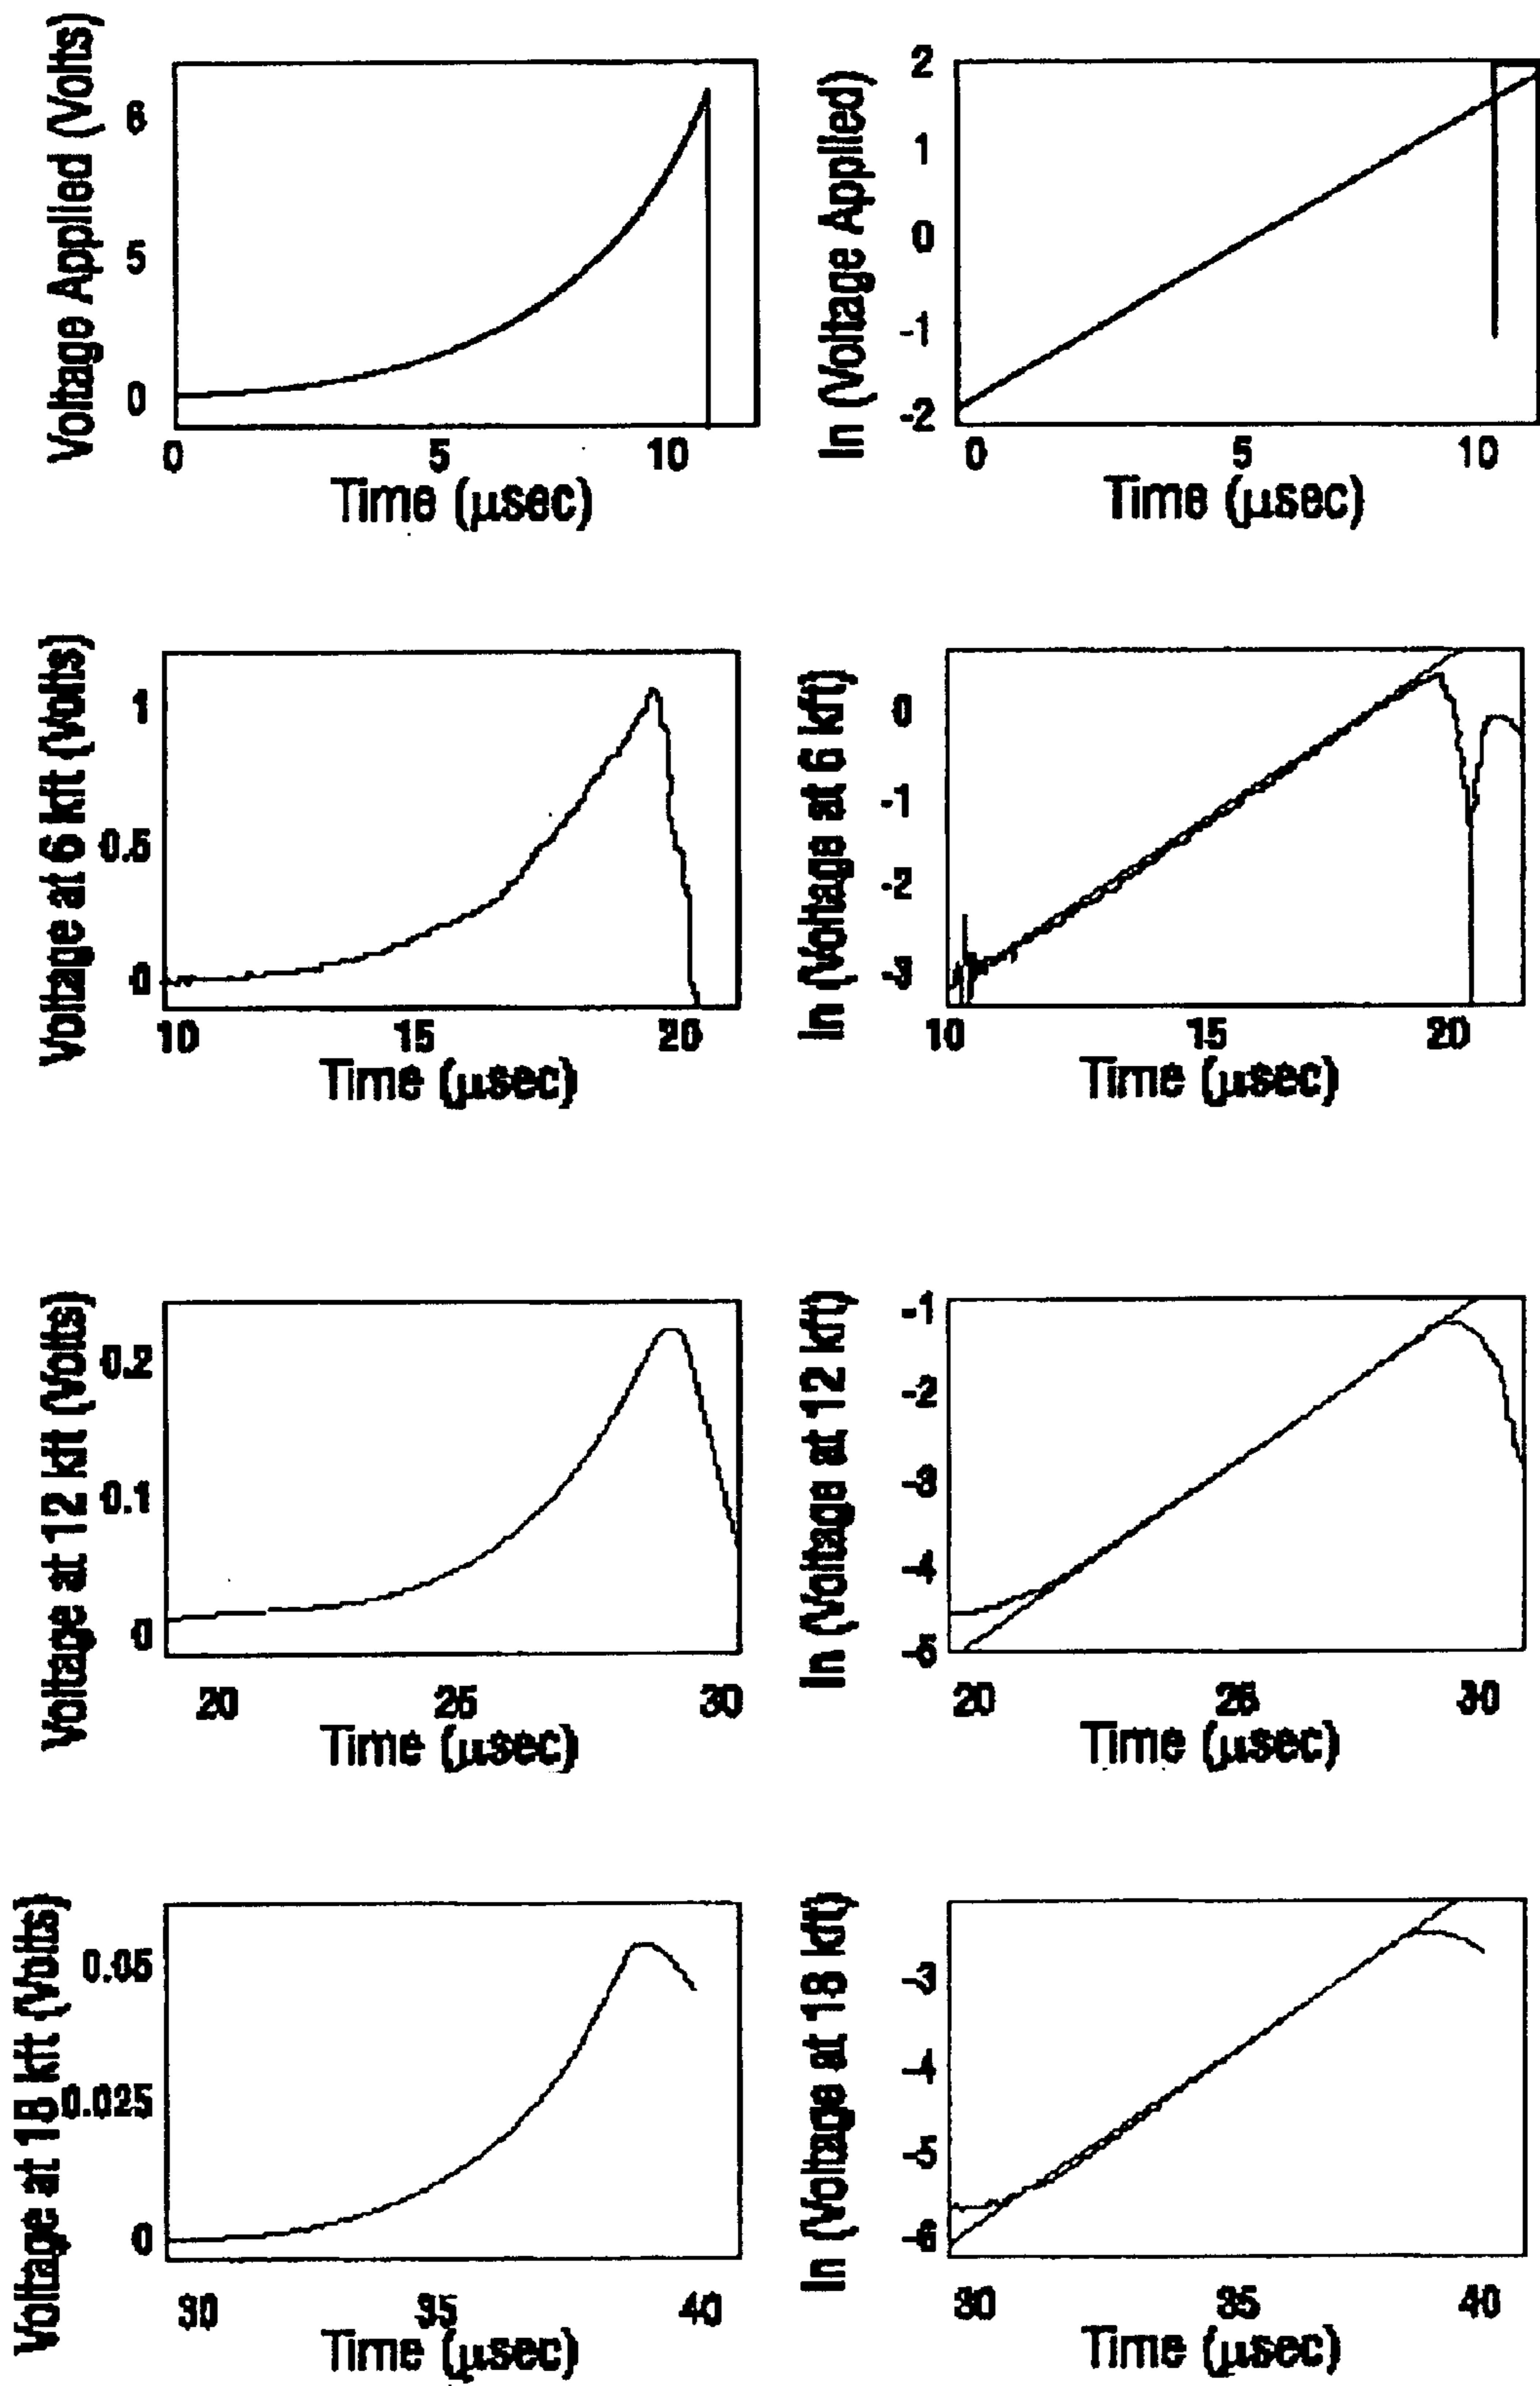 Voltage Applied (Volts)
5
0
0 5 10
Time (µsec)
ln (Voltage Applied)
2
1
0
-1
-2
0 5 10
Time (µsec)
Voltage at 6 kft (Volts)
1
0.5
0
10 15 20
Time (µsec)
ln (Voltage at 6 kft)
0
-1
-2
-3
10 15 20
Time (µsec)
Voltage at 12 kft (Volts)
0.2
0.1
0
20 25 30
Time (µsec)
ln (Voltage at 12 kft)
-1
-2
-3
-4
-5
20 25 30
Time (µsec)
Voltage at 18 kft (Volts)
0.05
0.025
0
30 35 40
Time (µsec)
ln (Voltage at 18 kft)
-3
-4
-5
-6
30 35 40
Time (µsec)